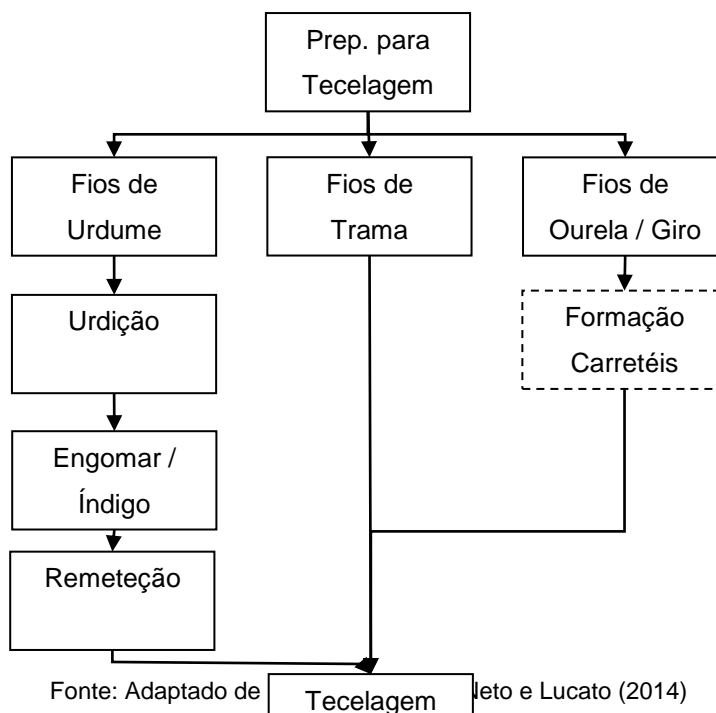 Prep. para
Tecelagem
Fios de
Urdume
Fios de
Trama
Fios de
Ourela / Giro
Urdição
Formação
Carretéis
Engomar /
Índigo
Remeteção
Fonte: Adaptado de
Neto e Lucato (2014)
Tecelagem